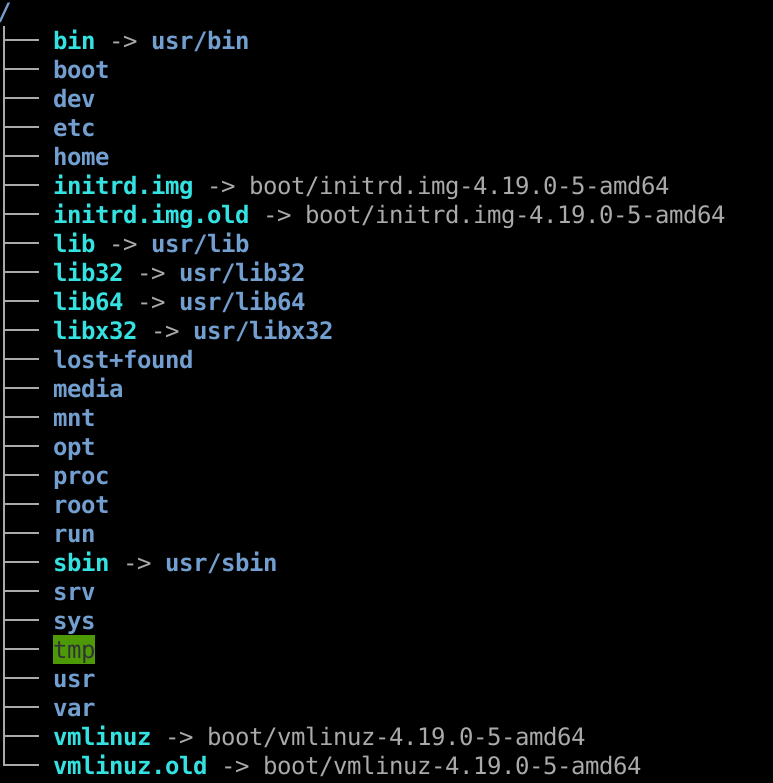 /
├── bin -> usr/bin
├── boot
├── dev
├── etc
├── home
├── initrd.img -> boot/initrd.img-4.19.0-5-amd64
├── initrd.img.old -> boot/initrd.img-4.19.0-5-amd64
├── lib -> usr/lib
├── lib32 -> usr/lib32
├── lib64 -> usr/lib64
├── libx32 -> usr/libx32
├── lost+found
├── media
├── mnt
├── opt
├── proc
├── root
├── run
├── sbin -> usr/sbin
├── srv
├── sys
├── tmp
├── usr
├── var
├── vmlinuz -> boot/vmlinuz-4.19.0-5-amd64
└── vmlinuz.old -> boot/vmlinuz-4.19.0-5-amd64